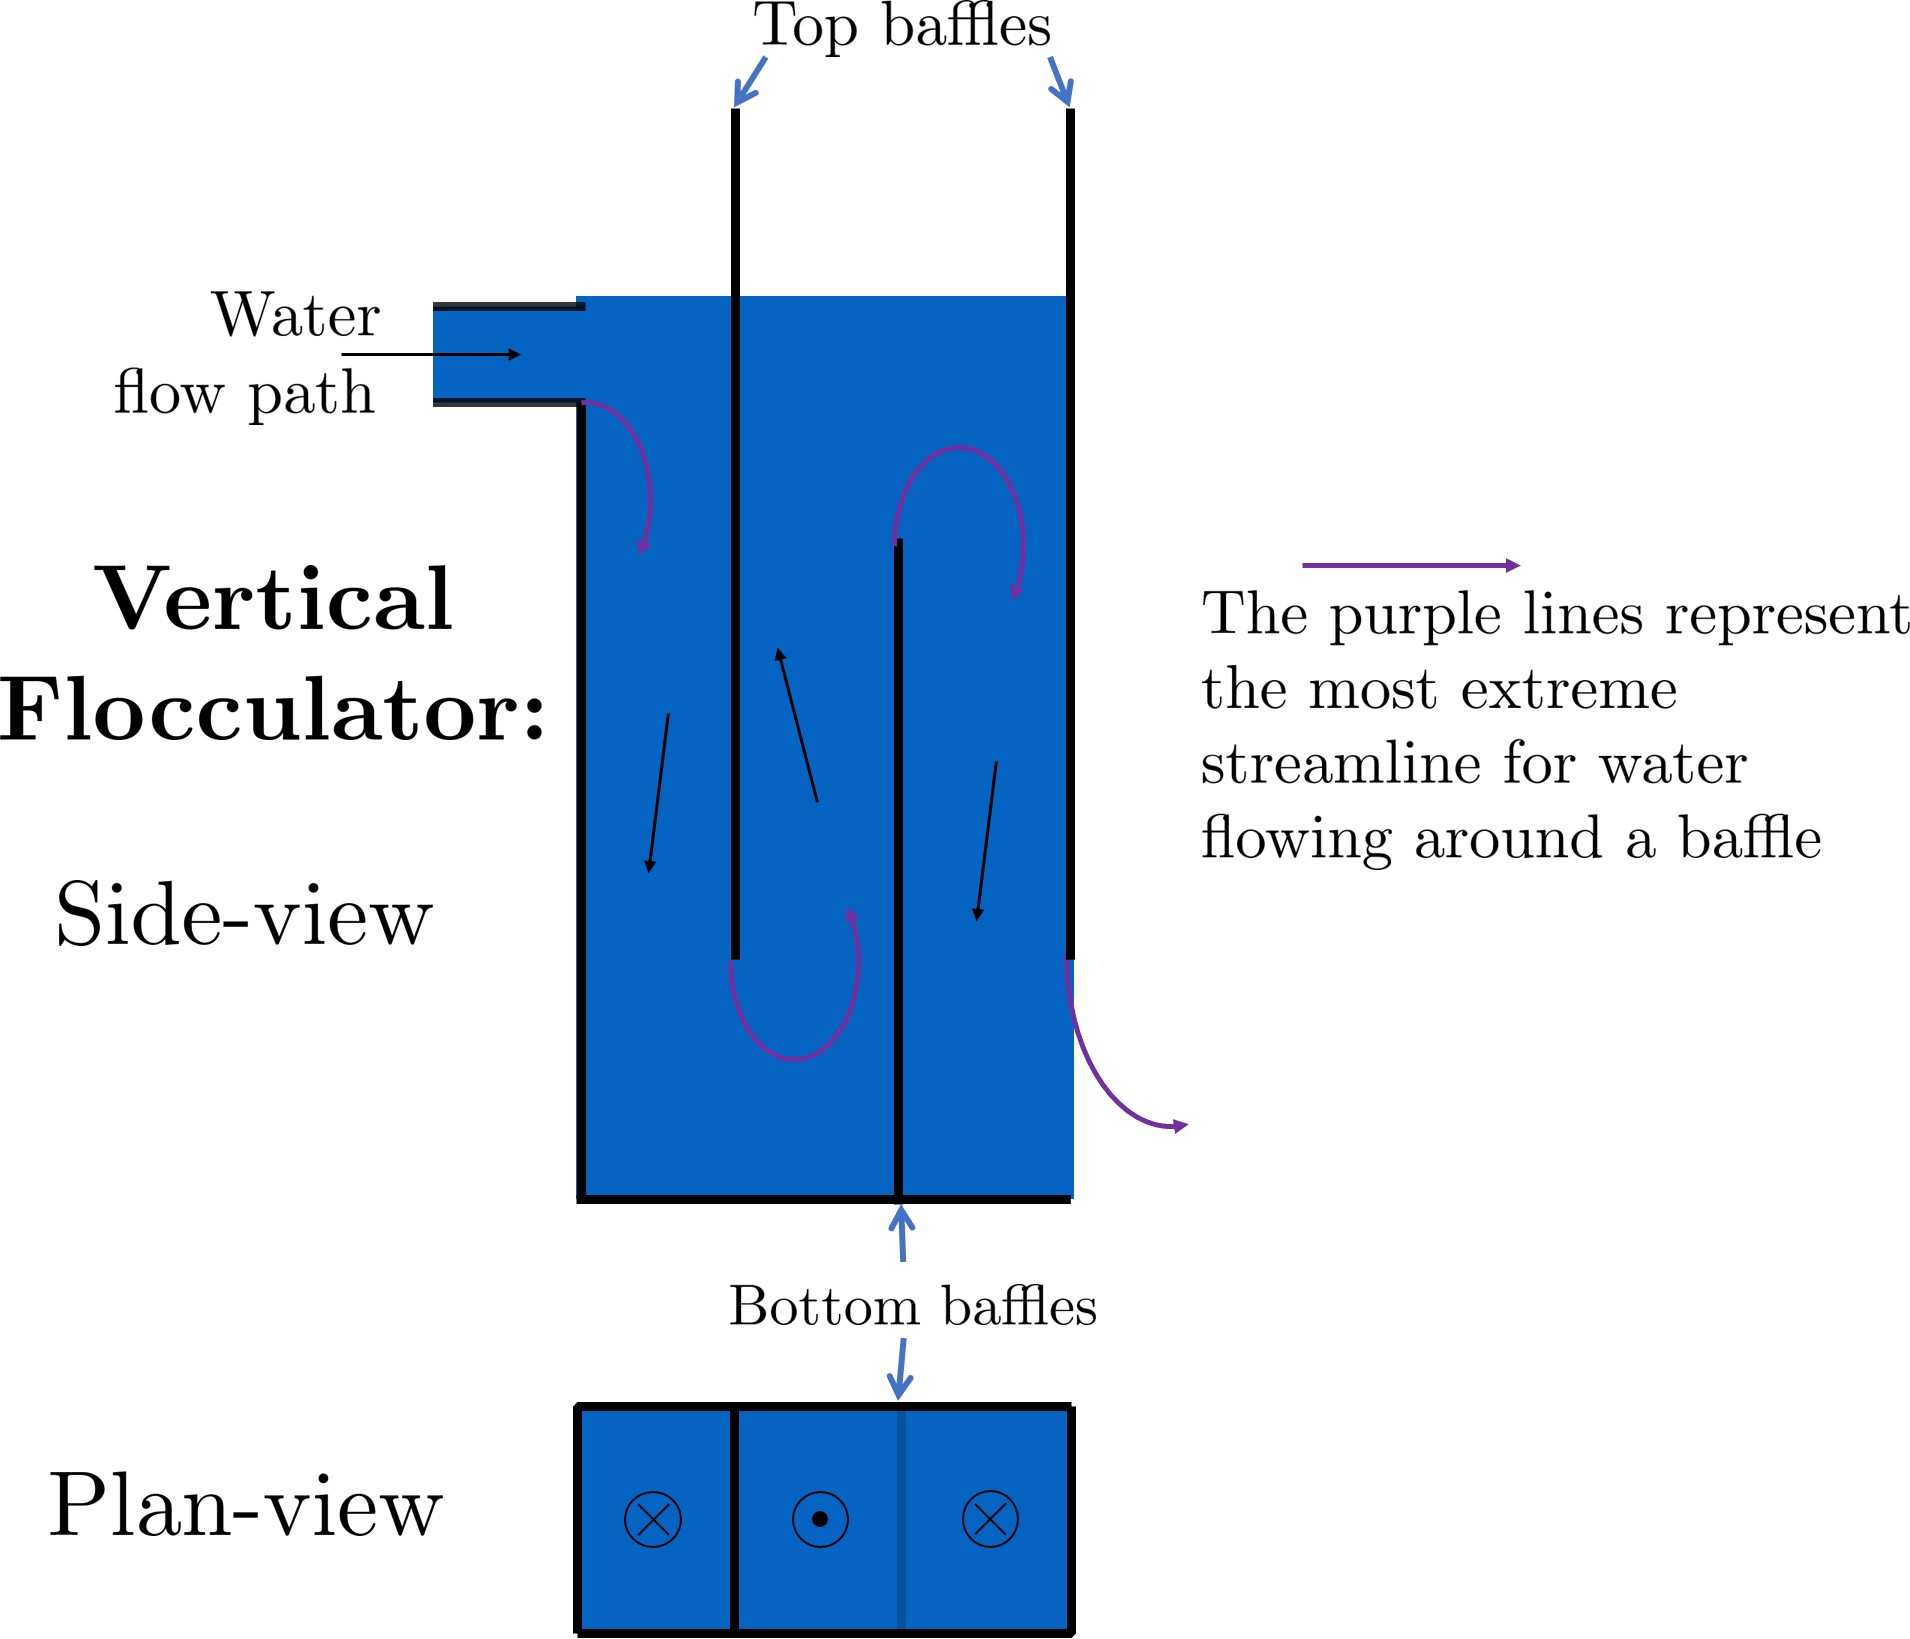 Top baffles
Water
flow path
Vertical
Flocculator:
The purple lines represent
the most extreme
streamline for water
flowing around a baffle
Side-view
Bottom baffles
Plan-view